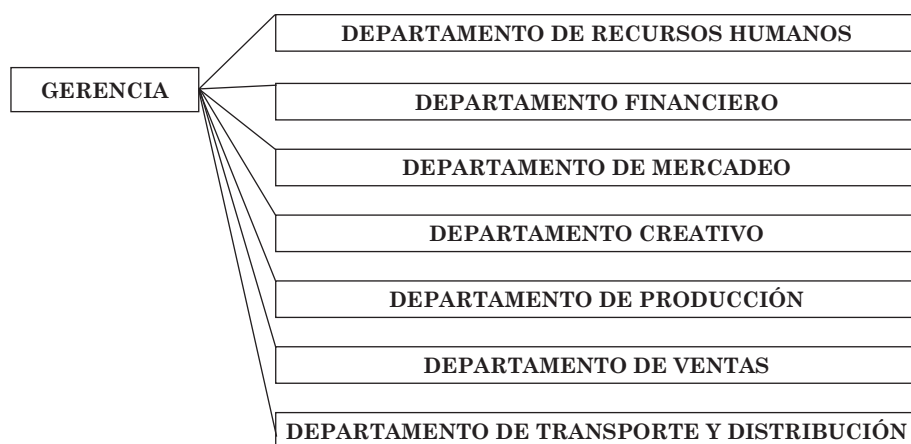 DEPARTAMENTO DE RECURSOS HUMANOS
GERENCIA
DEPARTAMENTO FINANCIERO
DEPARTAMENTO DE MERCADEO
DEPARTAMENTO CREATIVO
DEPARTAMENTO DE PRODUCCIÓN
DEPARTAMENTO DE VENTAS
DEPARTAMENTO DE TRANSPORTE Y DISTRIBUCIÓN